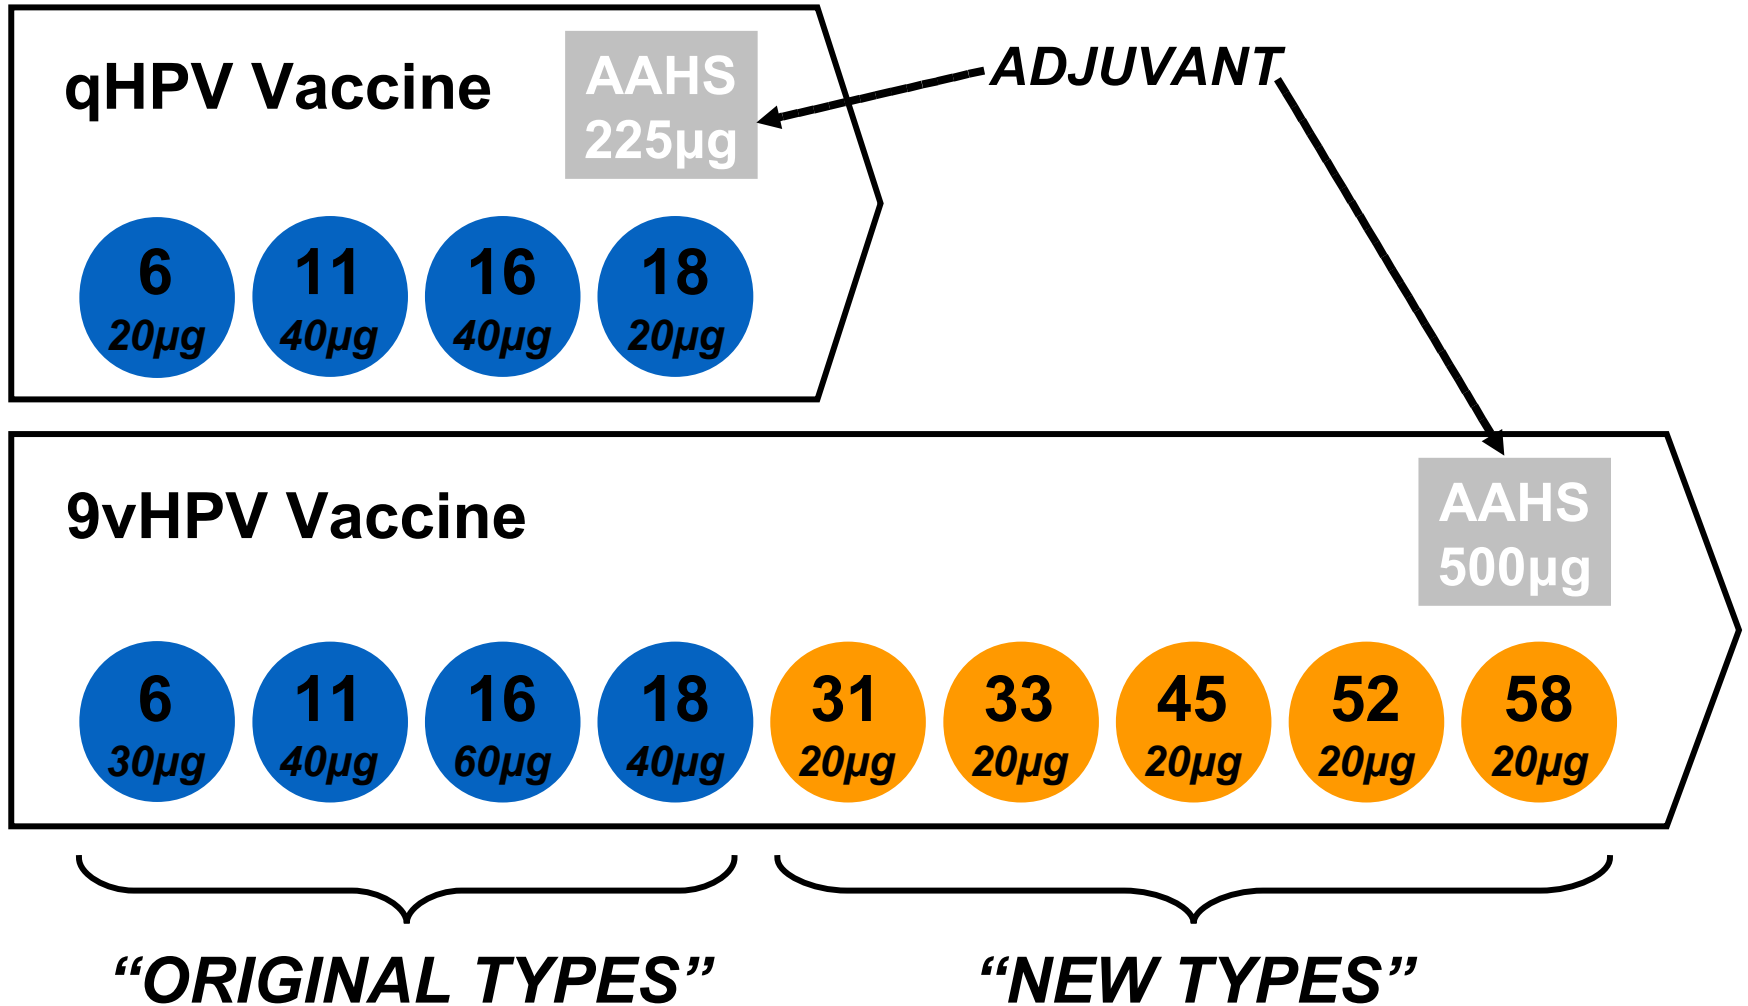 qHPV Vaccine
AAHS
225µg
ADJUVANT
6
20µg
11
40µg
16
40µg
18
20µg
9vHPV Vaccine
AAHS
500µg
6
30µg
11
40µg
16
60µg
18
40µg
31
20µg
33
20µg
45
20µg
52
20µg
58
20µg
“ORIGINAL TYPES”
“NEW TYPES”